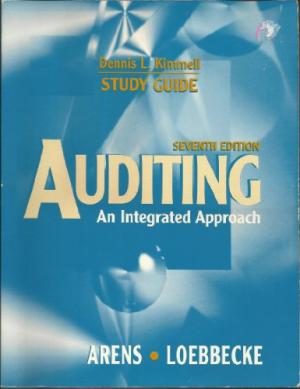 Dennis L. Kimmell
STUDY GUIDE
SEVENTH EDITION
AUDITING
An Integrated Approach
ARENS • LOEBBECKE